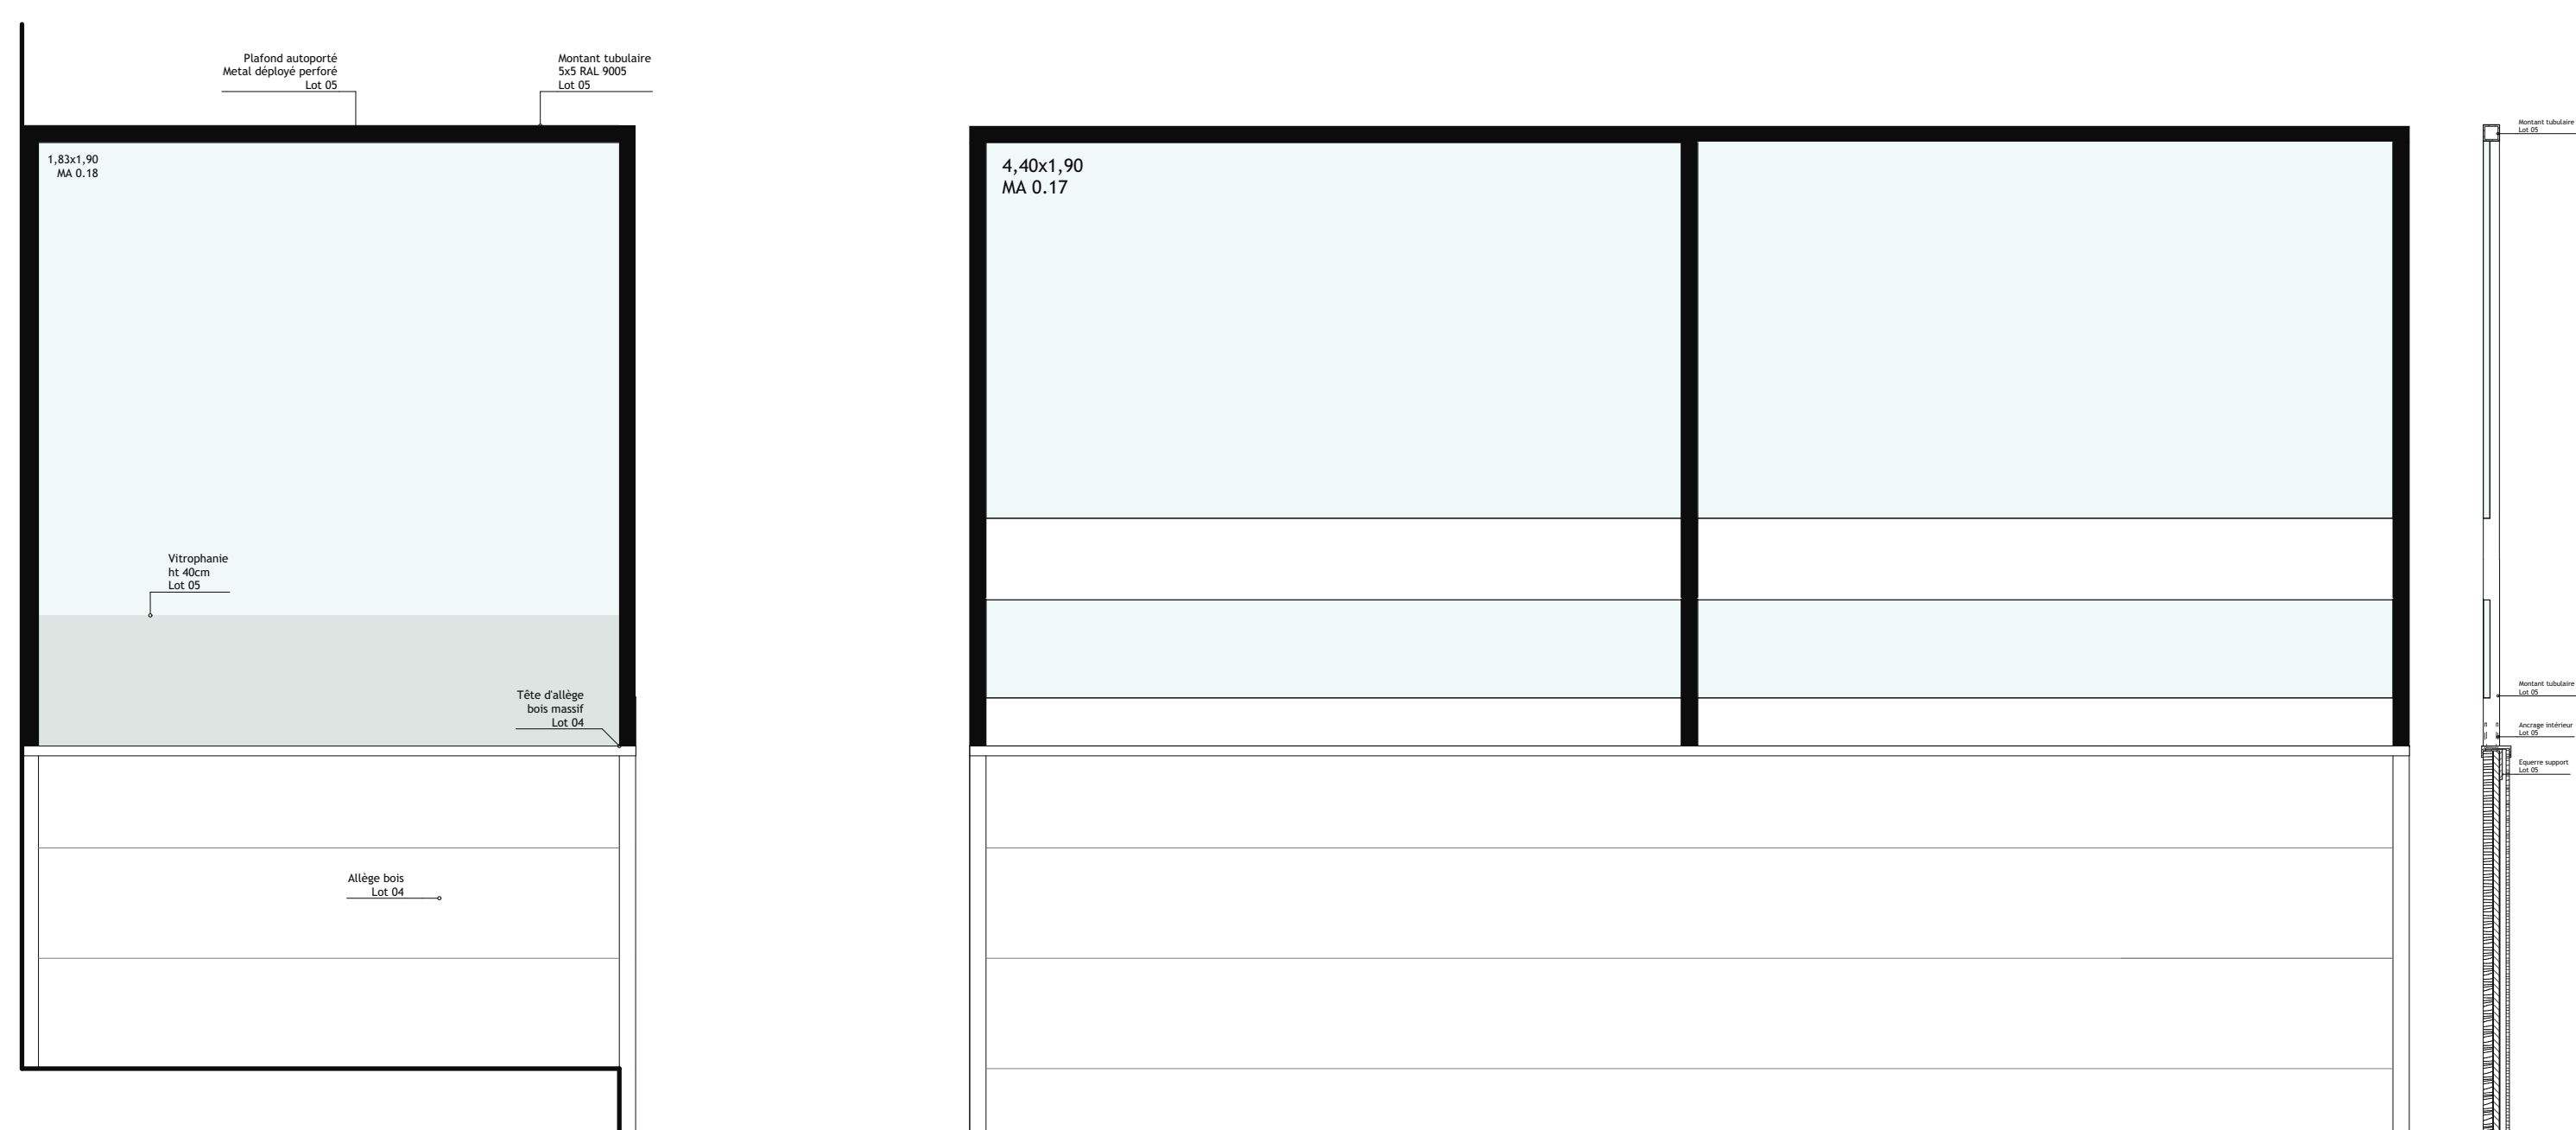 Plafond autoporté
Metal déployé perforé
Lot 05
Montant tubulaire
5x5 RAL 9005
Lot 05
1,83x1,90
MA 0.18
Vitrophanie
ht 40cm
Lot 05
Tête d'allège
bois massif
Lot 04
Allège bois
Lot 04
4,40x1,90
MA 0.17
Montant tubulaire
Lot 05
Montant tubulaire
Lot 05
Ancrage intérieur
Lot 05
Equerre support
Lot 05